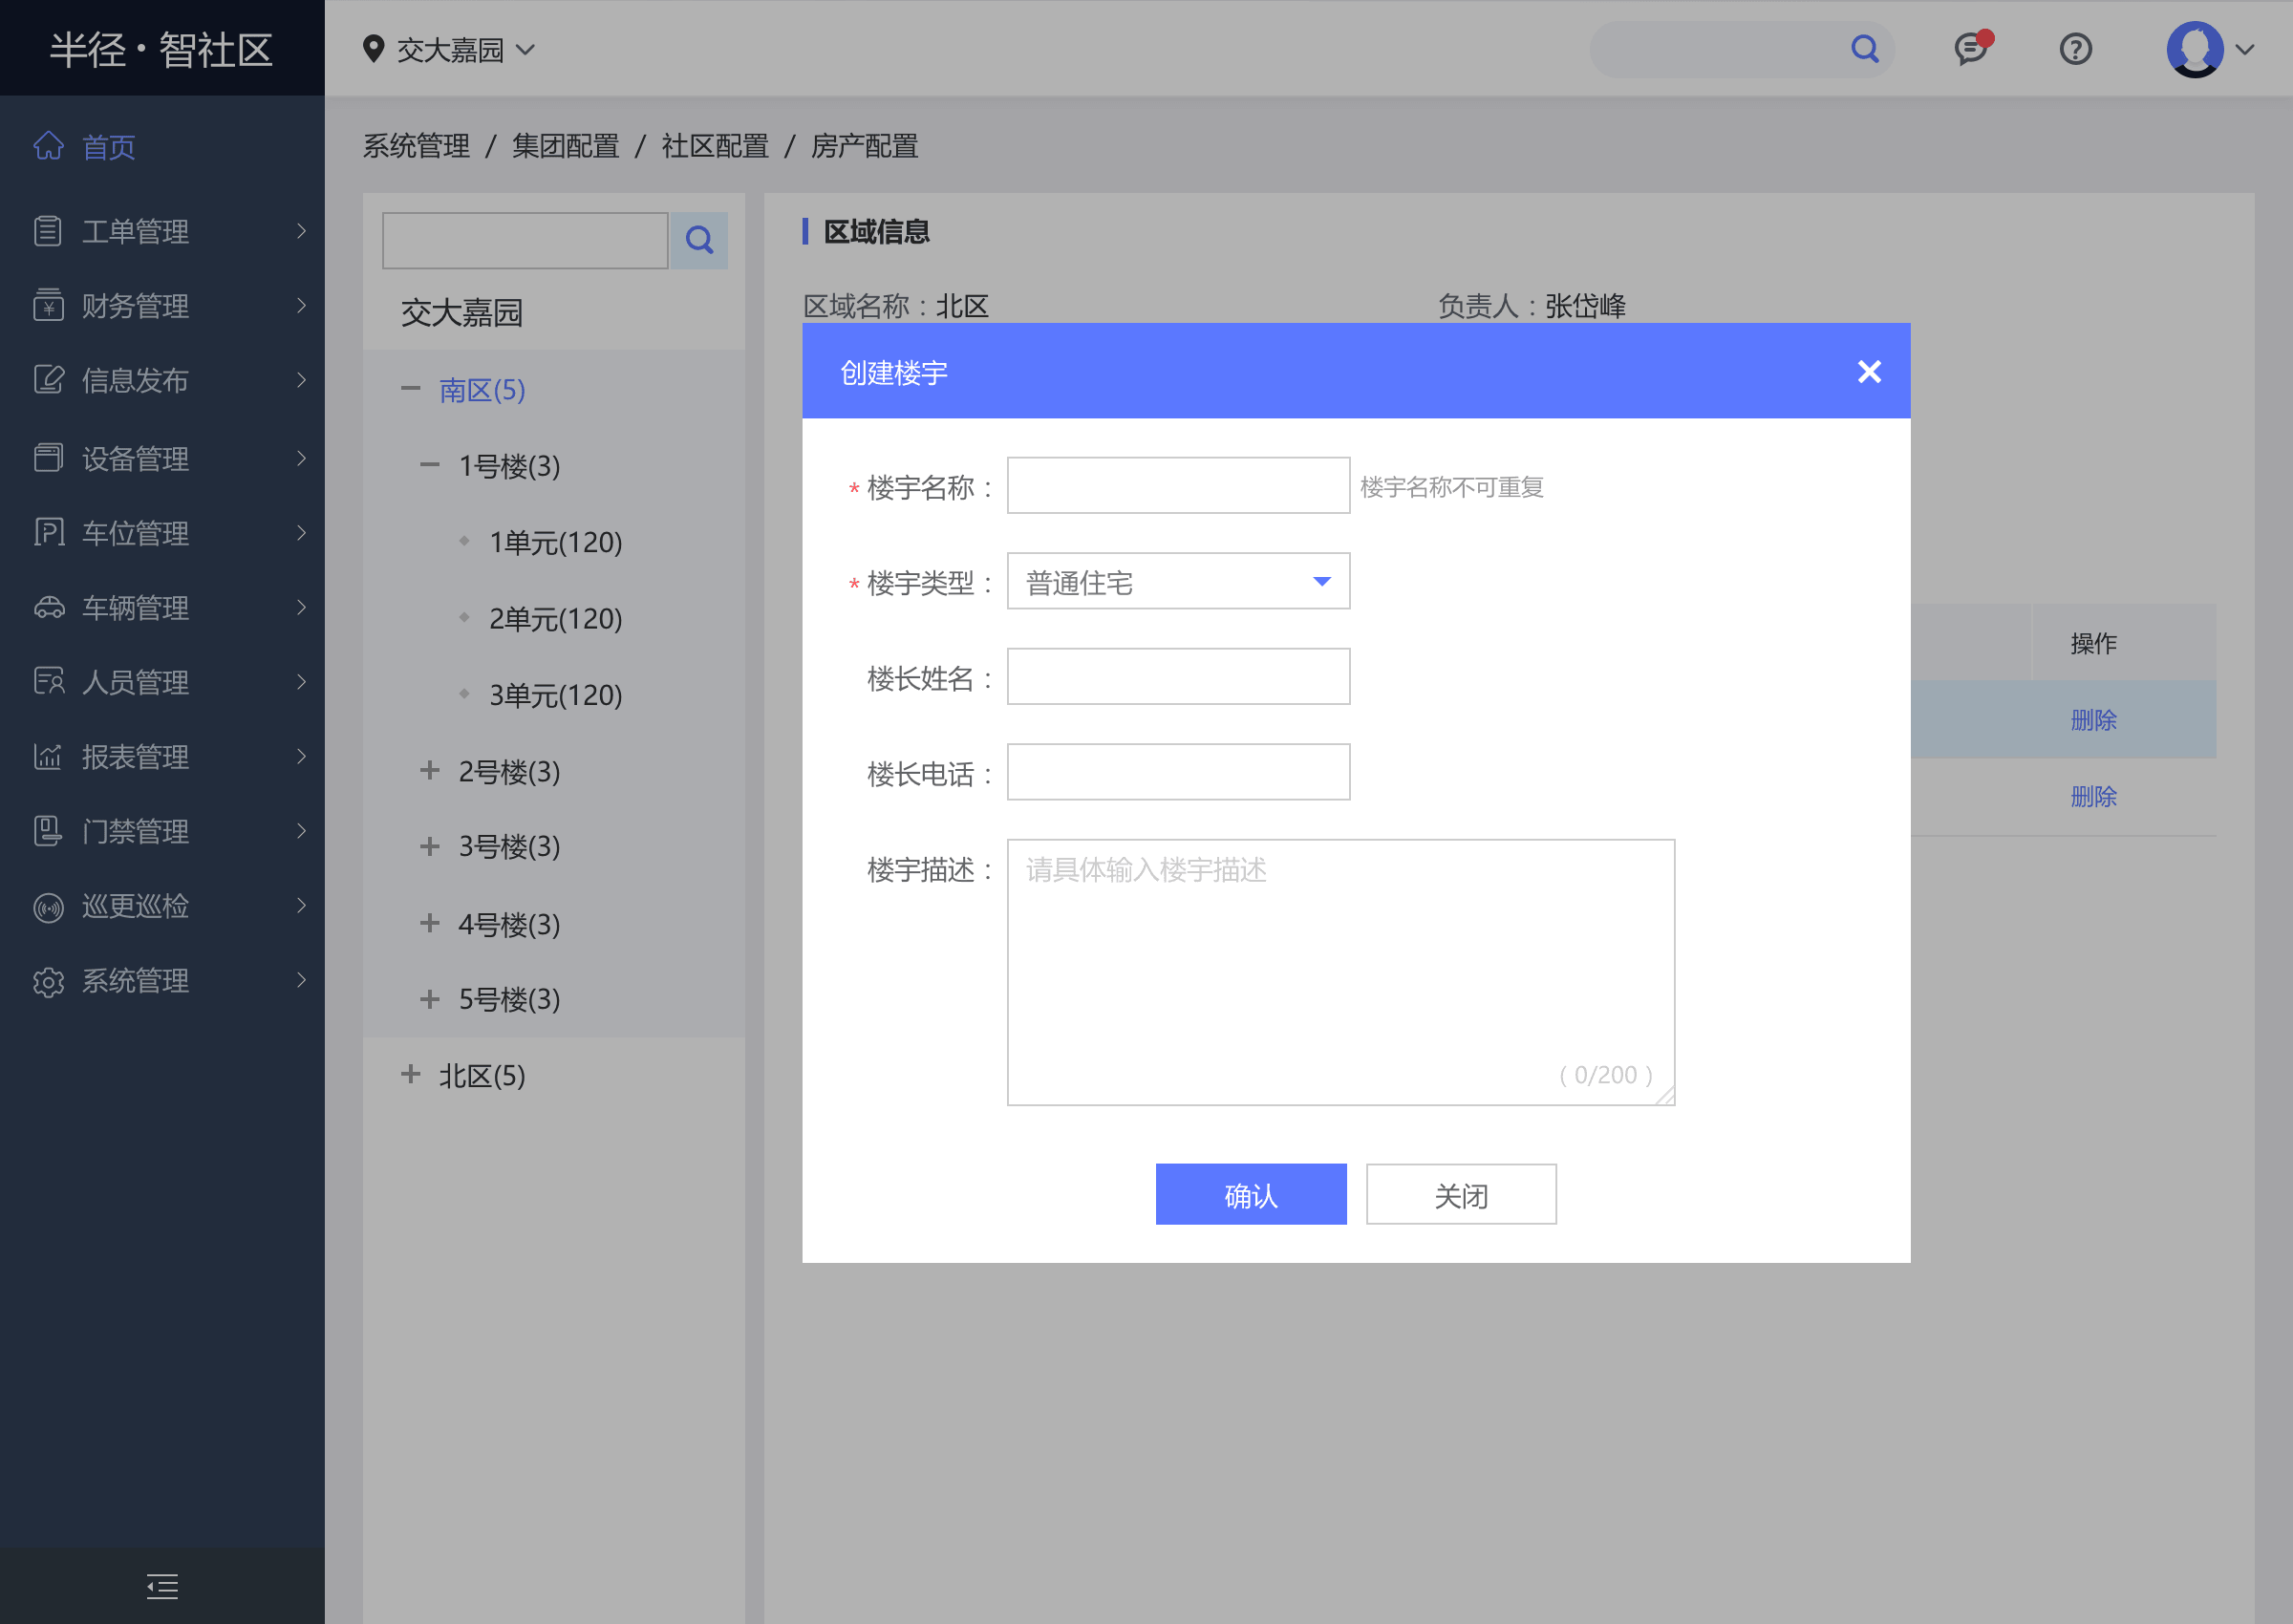 半径·智社区
交大嘉园
首页
工单管理
财务管理
信息发布
设备管理
车位管理
车辆管理
人员管理
报表管理
门禁管理
巡更巡检
系统管理
系统管理 / 集团配置 / 社区配置 / 房产配置
交大嘉园
南区(5)
1号楼(3)
1单元(120)
2单元(120)
3单元(120)
2号楼(3)
3号楼(3)
4号楼(3)
5号楼(3)
北区(5)
区域信息
区域名称：北区 负责人：张岱峰
创建楼宇
* 楼宇名称： 楼宇名称不可重复
* 楼宇类型： 普通住宅
楼长姓名：
楼长电话：
楼宇描述： 请具体输入楼宇描述
( 0/200 )
确认 关闭
操作
删除
删除